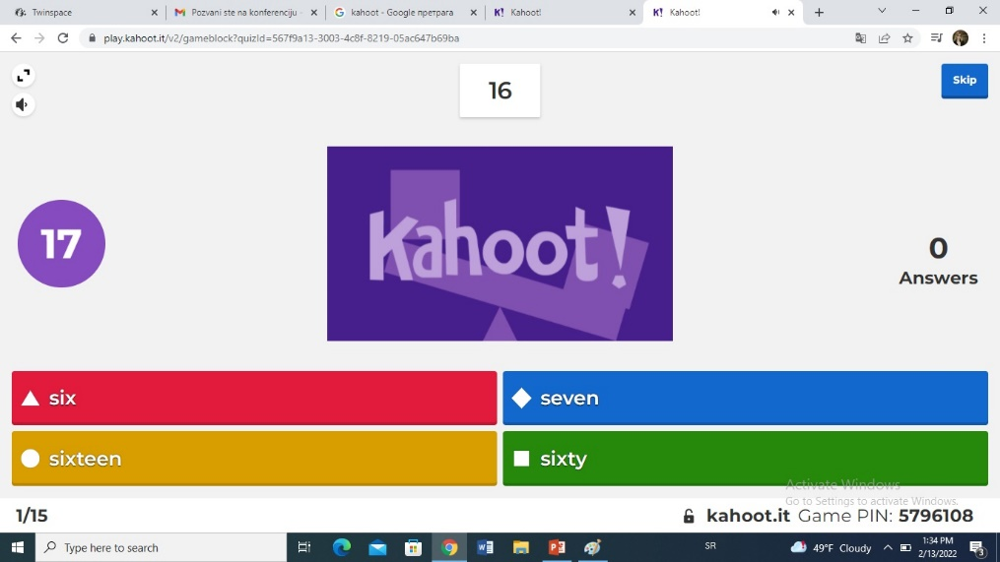 Twinspace
Pozvani ste na konferenciju
kahoot - Google претрага
K! Kahoot!
K! Kahoot!
play.kahoot.it/v2/gameblock?quizId=567f9a13-3003-4c8f-8219-05ac647b69ba
16
Skip
17
Kahoot!
0
Answers
six
seven
sixteen
sixty
Activate Windows
Go to Settings to activate Windows.
1/15
kahoot.it Game PIN: 5796108
Type here to search
SR
49°F Cloudy
1:34 PM
2/13/2022
3